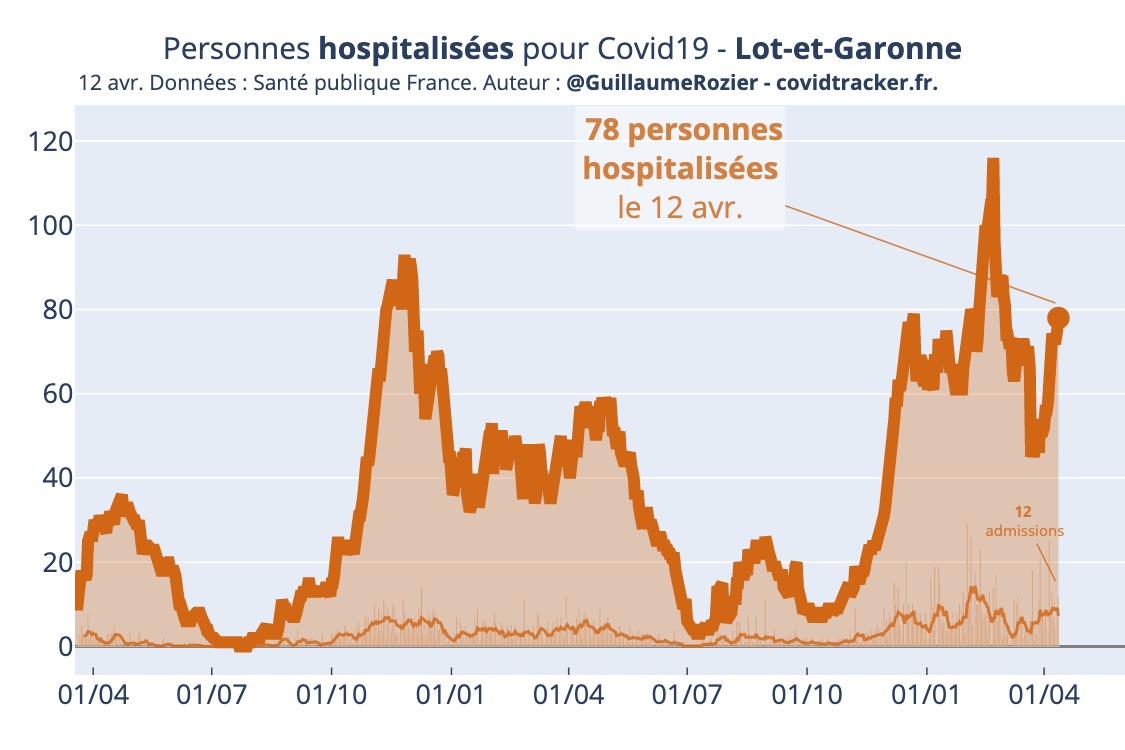 Personnes hospitalisées pour Covid19 - Lot-et-Garonne
12 avr. Données : Santé publique France. Auteur : @GuillaumeRozier - covidtracker.fr.
78 personnes
hospitalisées
le 12 avr.
120
100
80
60
40
20
0
12
admissions
01/04 01/07 01/10 01/01 01/04 01/07 01/10 01/01 01/04